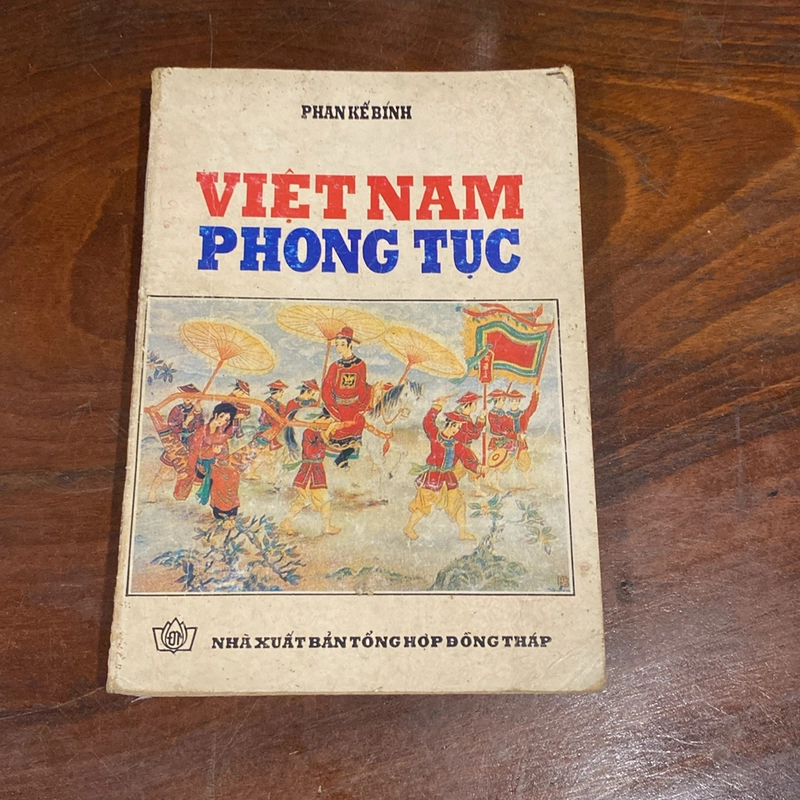 PHAN KẾ BÍNH
VIỆT NAM
PHONG TỤC
NHÀ XUẤT BẢN TỔNG HỢP ĐỒNG THÁP